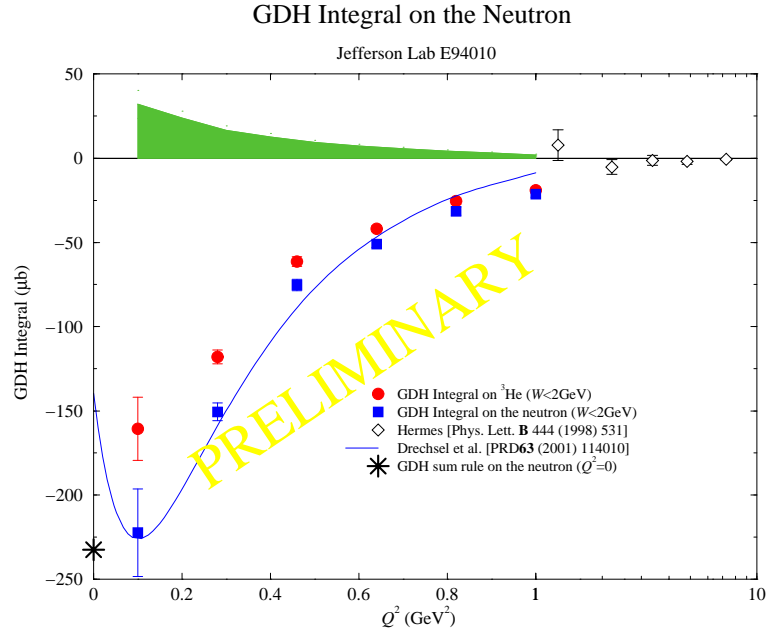 GDH Integral on the Neutron
Jefferson Lab E94010
50
0
−50
−100
−150
−200
−250
GDH Integral (μb)
PRELIMINARY
GDH Integral on ³He (W<2GeV)
GDH Integral on the neutron (W<2GeV)
Hermes [Phys. Lett. B 444 (1998) 531]
Drechsel et al. [PRD63 (2001) 114010]
GDH sum rule on the neutron (Q²=0)
0 0.2 0.4 0.6 0.8 1 10
Q² (GeV²)